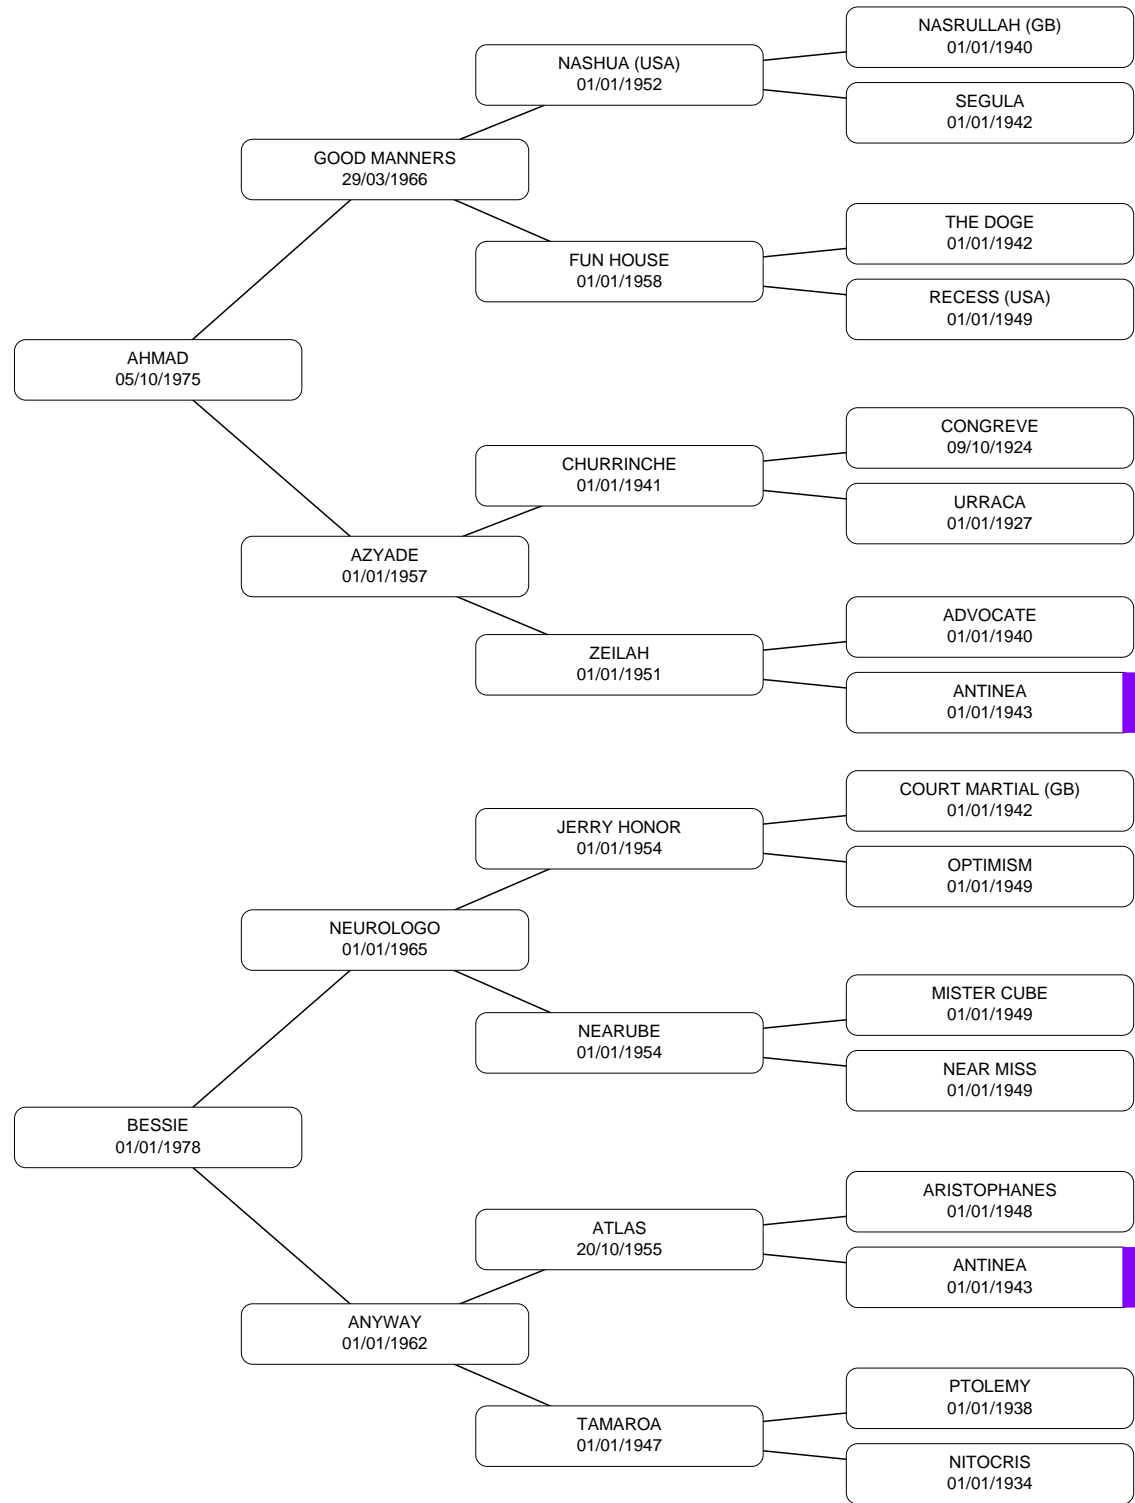 NASRULLAH (GB)
01/01/1940
NASHUA (USA)
01/01/1952
SEGULA
01/01/1942
GOOD MANNERS
29/03/1966
THE DOGE
01/01/1942
FUN HOUSE
01/01/1958
RECESS (USA)
01/01/1949
AHMAD
05/10/1975
CONGREVE
09/10/1924
CHURRINCHE
01/01/1941
URRACA
01/01/1927
AZYADE
01/01/1957
ADVOCATE
01/01/1940
ZEILAH
01/01/1951
ANTINEA
01/01/1943
COURT MARTIAL (GB)
01/01/1942
JERRY HONOR
01/01/1954
OPTIMISM
01/01/1949
NEUROLOGO
01/01/1965
MISTER CUBE
01/01/1949
NEARUBE
01/01/1954
NEAR MISS
01/01/1949
BESSIE
01/01/1978
ARISTOPHANES
01/01/1948
ATLAS
20/10/1955
ANTINEA
01/01/1943
ANYWAY
01/01/1962
PTOLEMY
01/01/1938
TAMAROA
01/01/1947
NITOCRIS
01/01/1934